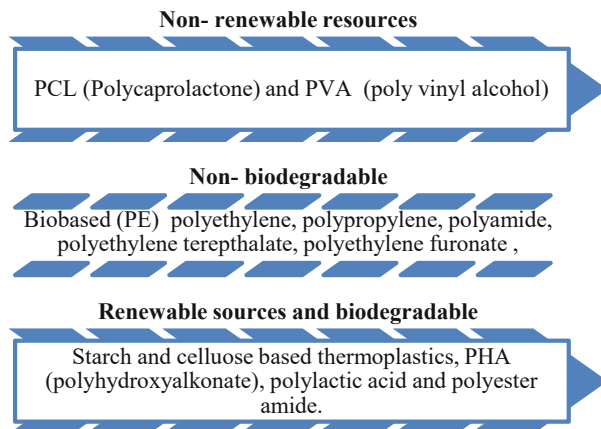 Non- renewable resources
PCL (Polycaprolactone) and PVA (poly vinyl alcohol)
Non- biodegradable
Biobased (PE) polyethylene, polypropylene, polyamide,
polyethylene terepthalate, polyethylene furonate ,
Renewable sources and biodegradable
Starch and celluose based thermoplastics, PHA
(polyhydroxyalkonate), polylactic acid and polyester
amide.